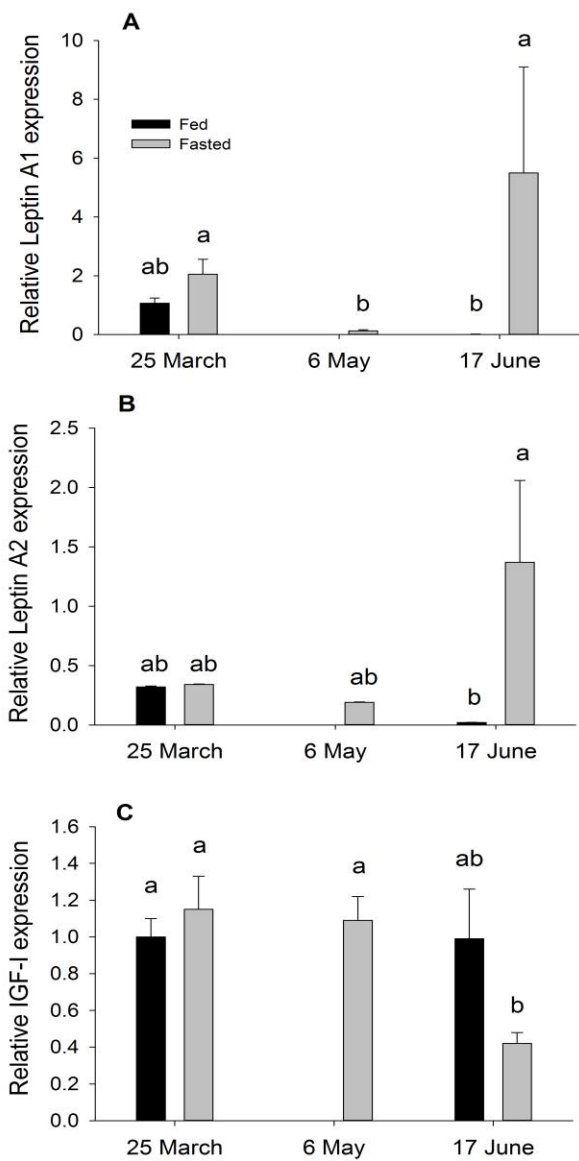 A
Relative Leptin A1 expression
10
8
6
4
2
0
Fed
Fasted
ab
a
b
b
a
25 March
6 May
17 June
B
Relative Leptin A2 expression
2.5
2.0
1.5
1.0
0.5
0.0
ab
ab
ab
b
a
25 March
6 May
17 June
C
Relative IGF-I expression
1.6
1.4
1.2
1.0
0.8
0.6
0.4
0.2
0.0
a
a
a
ab
b
25 March
6 May
17 June